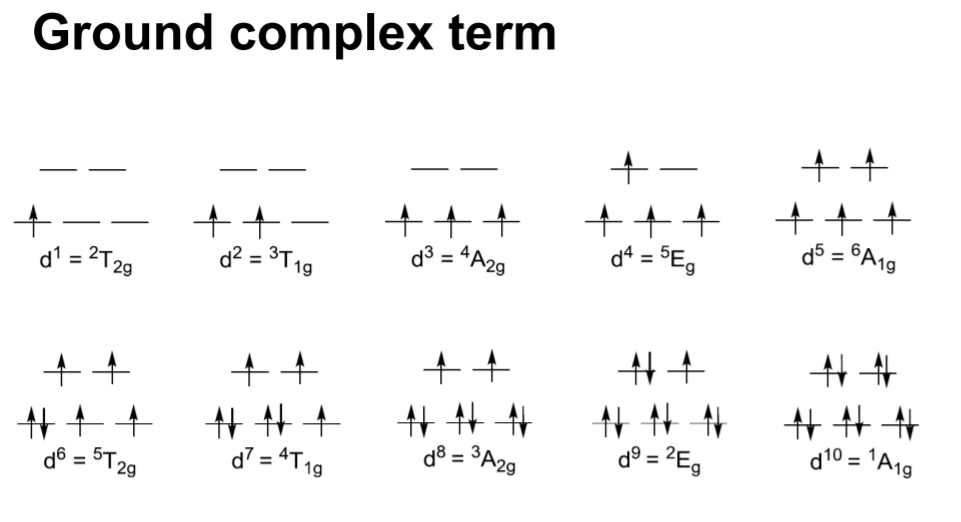 Ground complex term
d¹ = ²T₂g
d² = ³T₁g
d³ = ⁴A₂g
d⁴ = ⁵Eg
d⁵ = ⁶A₁g
d⁶ = ⁵T₂g
d⁷ = ⁴T₁g
d⁸ = ³A₂g
d⁹ = ²Eg
d¹⁰ = ¹A₁g